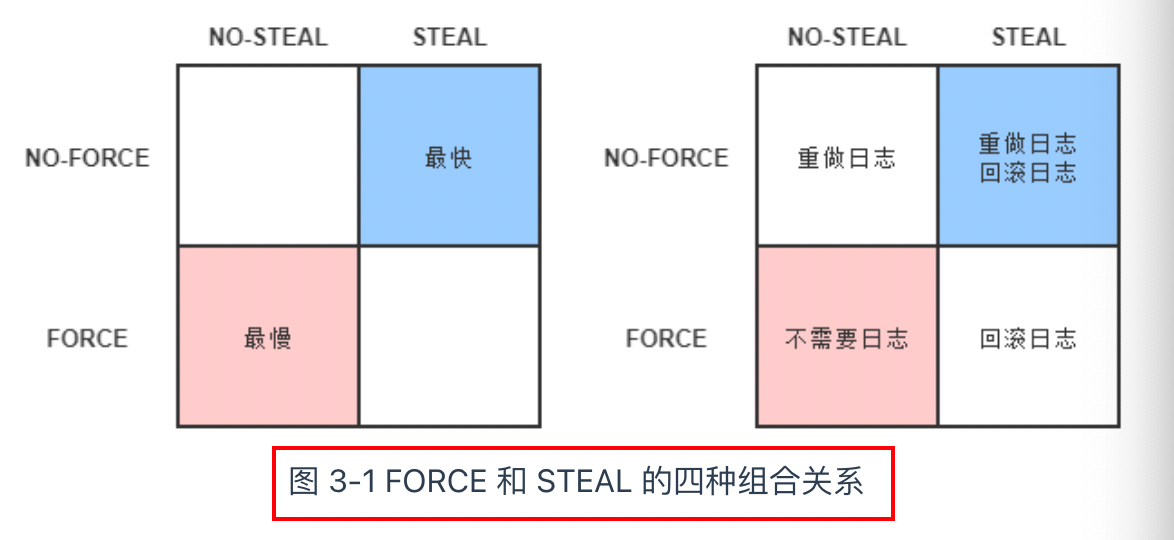 NO-STEAL STEAL NO-STEAL STEAL
NO-FORCE 最快 NO-FORCE 重做日志 重做日志
回滚日志
FORCE 最慢 FORCE 不需要日志 回滚日志
图 3-1 FORCE 和 STEAL 的四种组合关系